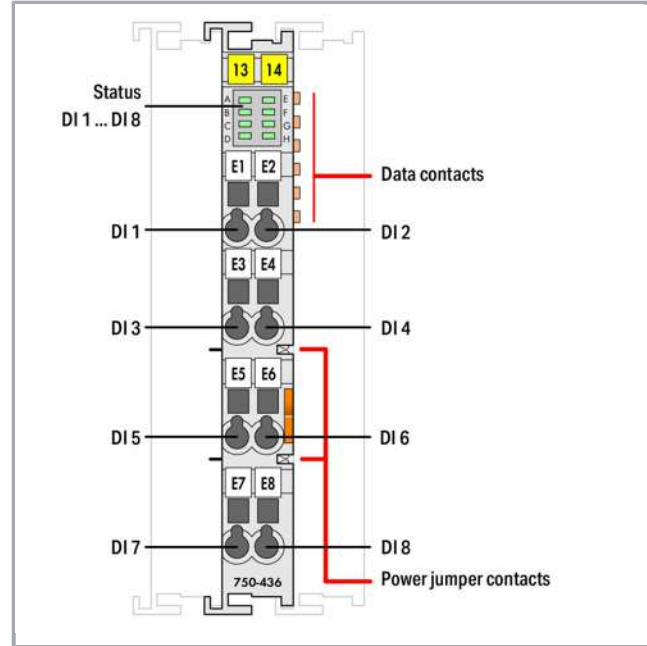 13 14
Status
DI 1 ... DI 8
A E
B F
C G
D H
E1 E2
Data contacts
DI 1 DI 2
E3 E4
DI 3 DI 4
E5 E6
DI 5 DI 6
E7 E8
DI 7 DI 8
750-436 Power jumper contacts